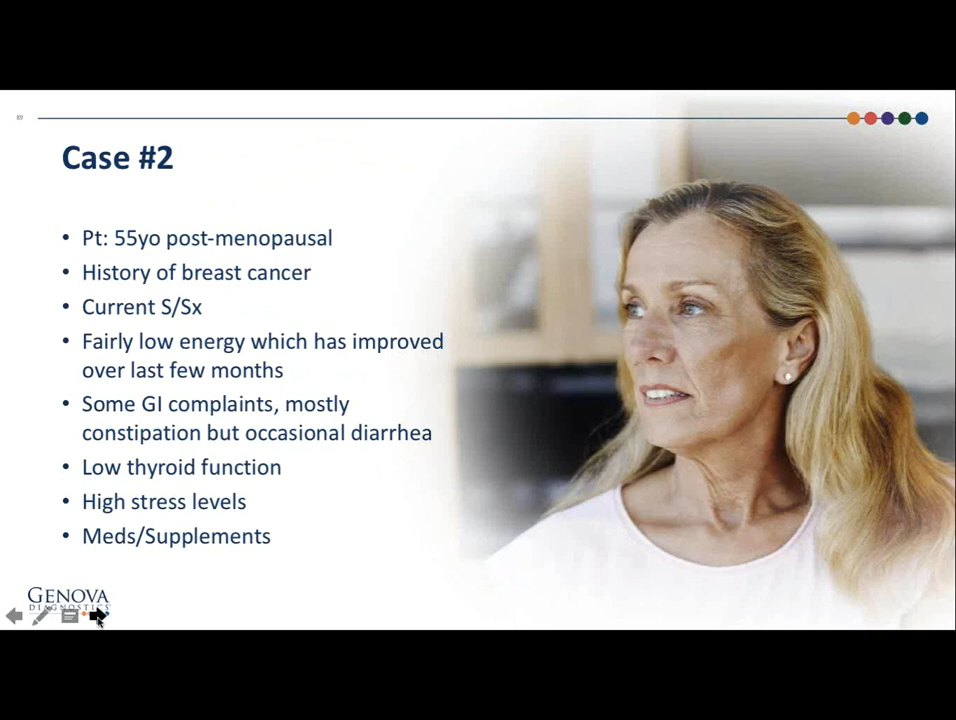 89
Case #2
• Pt: 55yo post-menopausal
• History of breast cancer
• Current S/Sx
• Fairly low energy which has improved
over last few months
• Some GI complaints, mostly
constipation but occasional diarrhea
• Low thyroid function
• High stress levels
• Meds/Supplements
GENOVA
DIAGNOSTICS